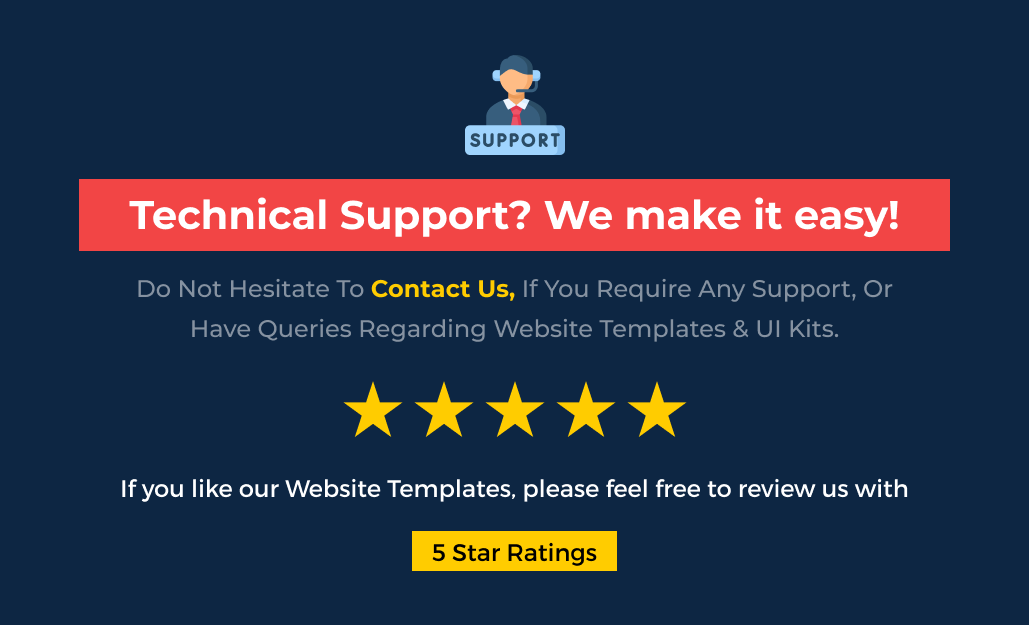 SUPPORT
Technical Support? We make it easy!
Do Not Hesitate To Contact Us, If You Require Any Support, Or
Have Queries Regarding Website Templates & UI Kits.
If you like our Website Templates, please feel free to review us with
5 Star Ratings